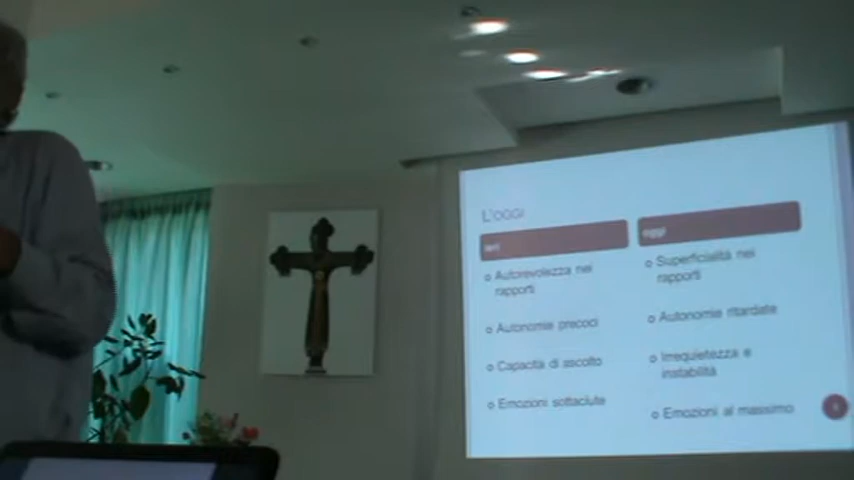 L'OGGI
ieri
oggi
Autorevolezza nei
rapporti
Autonomie precoci
Capacità di ascolto
Emozioni sottaciute
Superficialità nei
rapporti
Autonomie ritardate
Irrequietezza e
instabilità
Emozioni al massimo